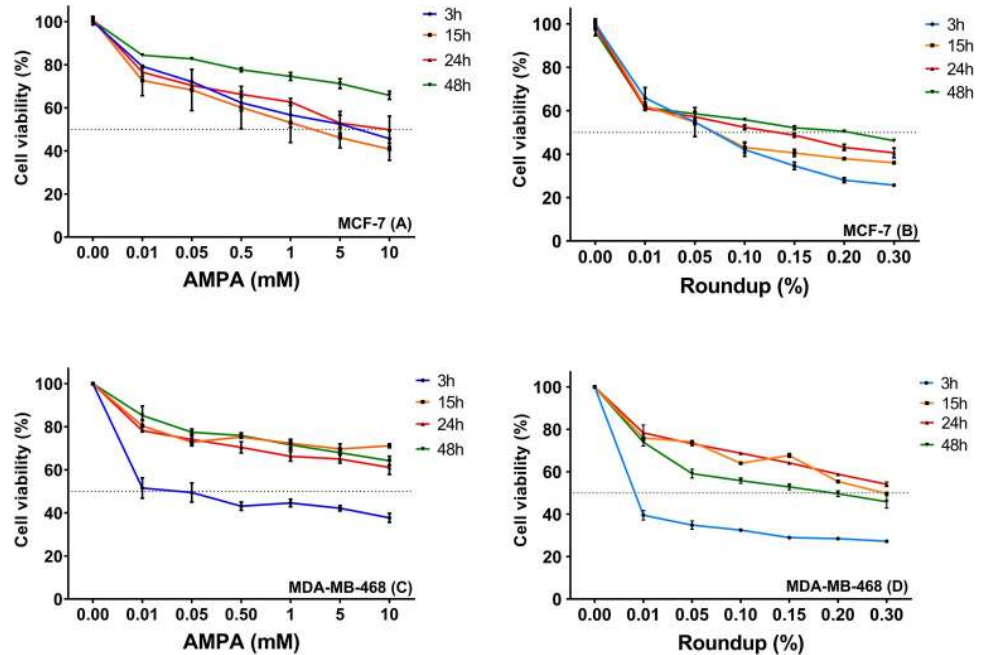 Cell viability (%)
100
80
60
40
20
0
0.00 0.01 0.05 0.5 1 5 10
AMPA (mM)
MCF-7 (A)
3h
15h
24h
48h
Cell viability (%)
100
80
60
40
20
0
0.00 0.01 0.05 0.10 0.15 0.20 0.30
Roundup (%)
MCF-7 (B)
3h
15h
24h
48h
Cell viability (%)
100
80
60
40
20
0
0.00 0.01 0.05 0.50 1 5 10
AMPA (mM)
MDA-MB-468 (C)
3h
15h
24h
48h
Cell viability (%)
100
80
60
40
20
0
0.00 0.01 0.05 0.10 0.15 0.20 0.30
Roundup (%)
MDA-MB-468 (D)
3h
15h
24h
48h